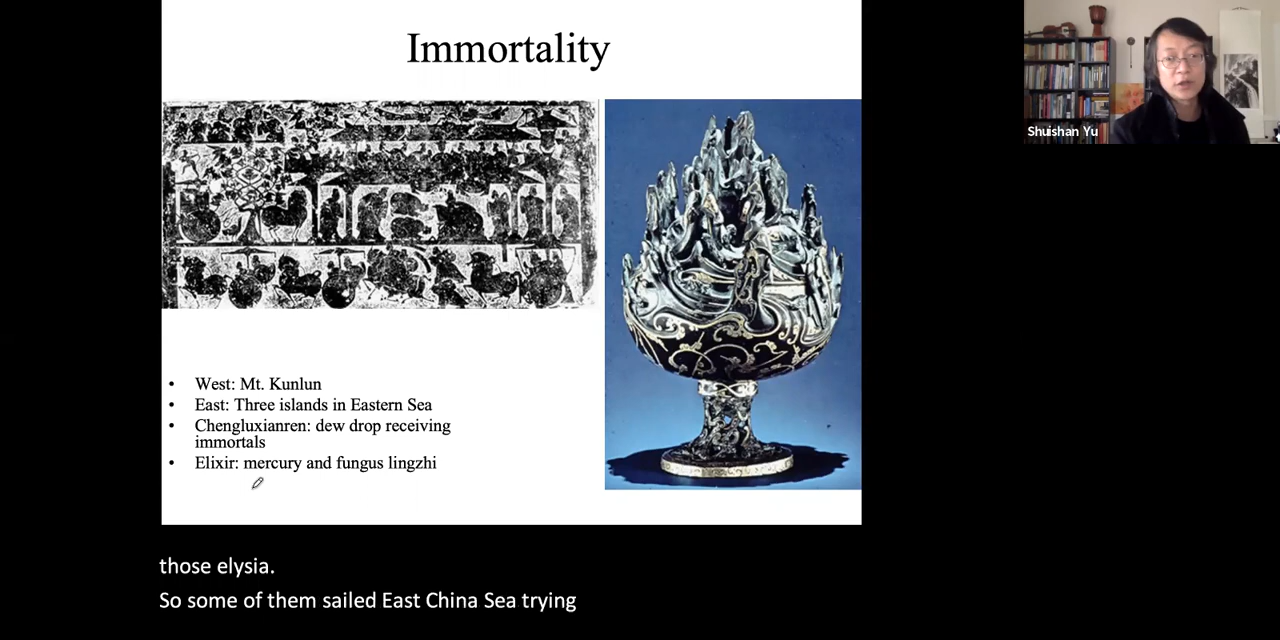 Immortality
Shuishan Yu
• West: Mt. Kunlun
• East: Three islands in Eastern Sea
• Chengluxianren: dew drop receiving
immortals
• Elixir: mercury and fungus lingzhi
those elysia.
So some of them sailed East China Sea trying